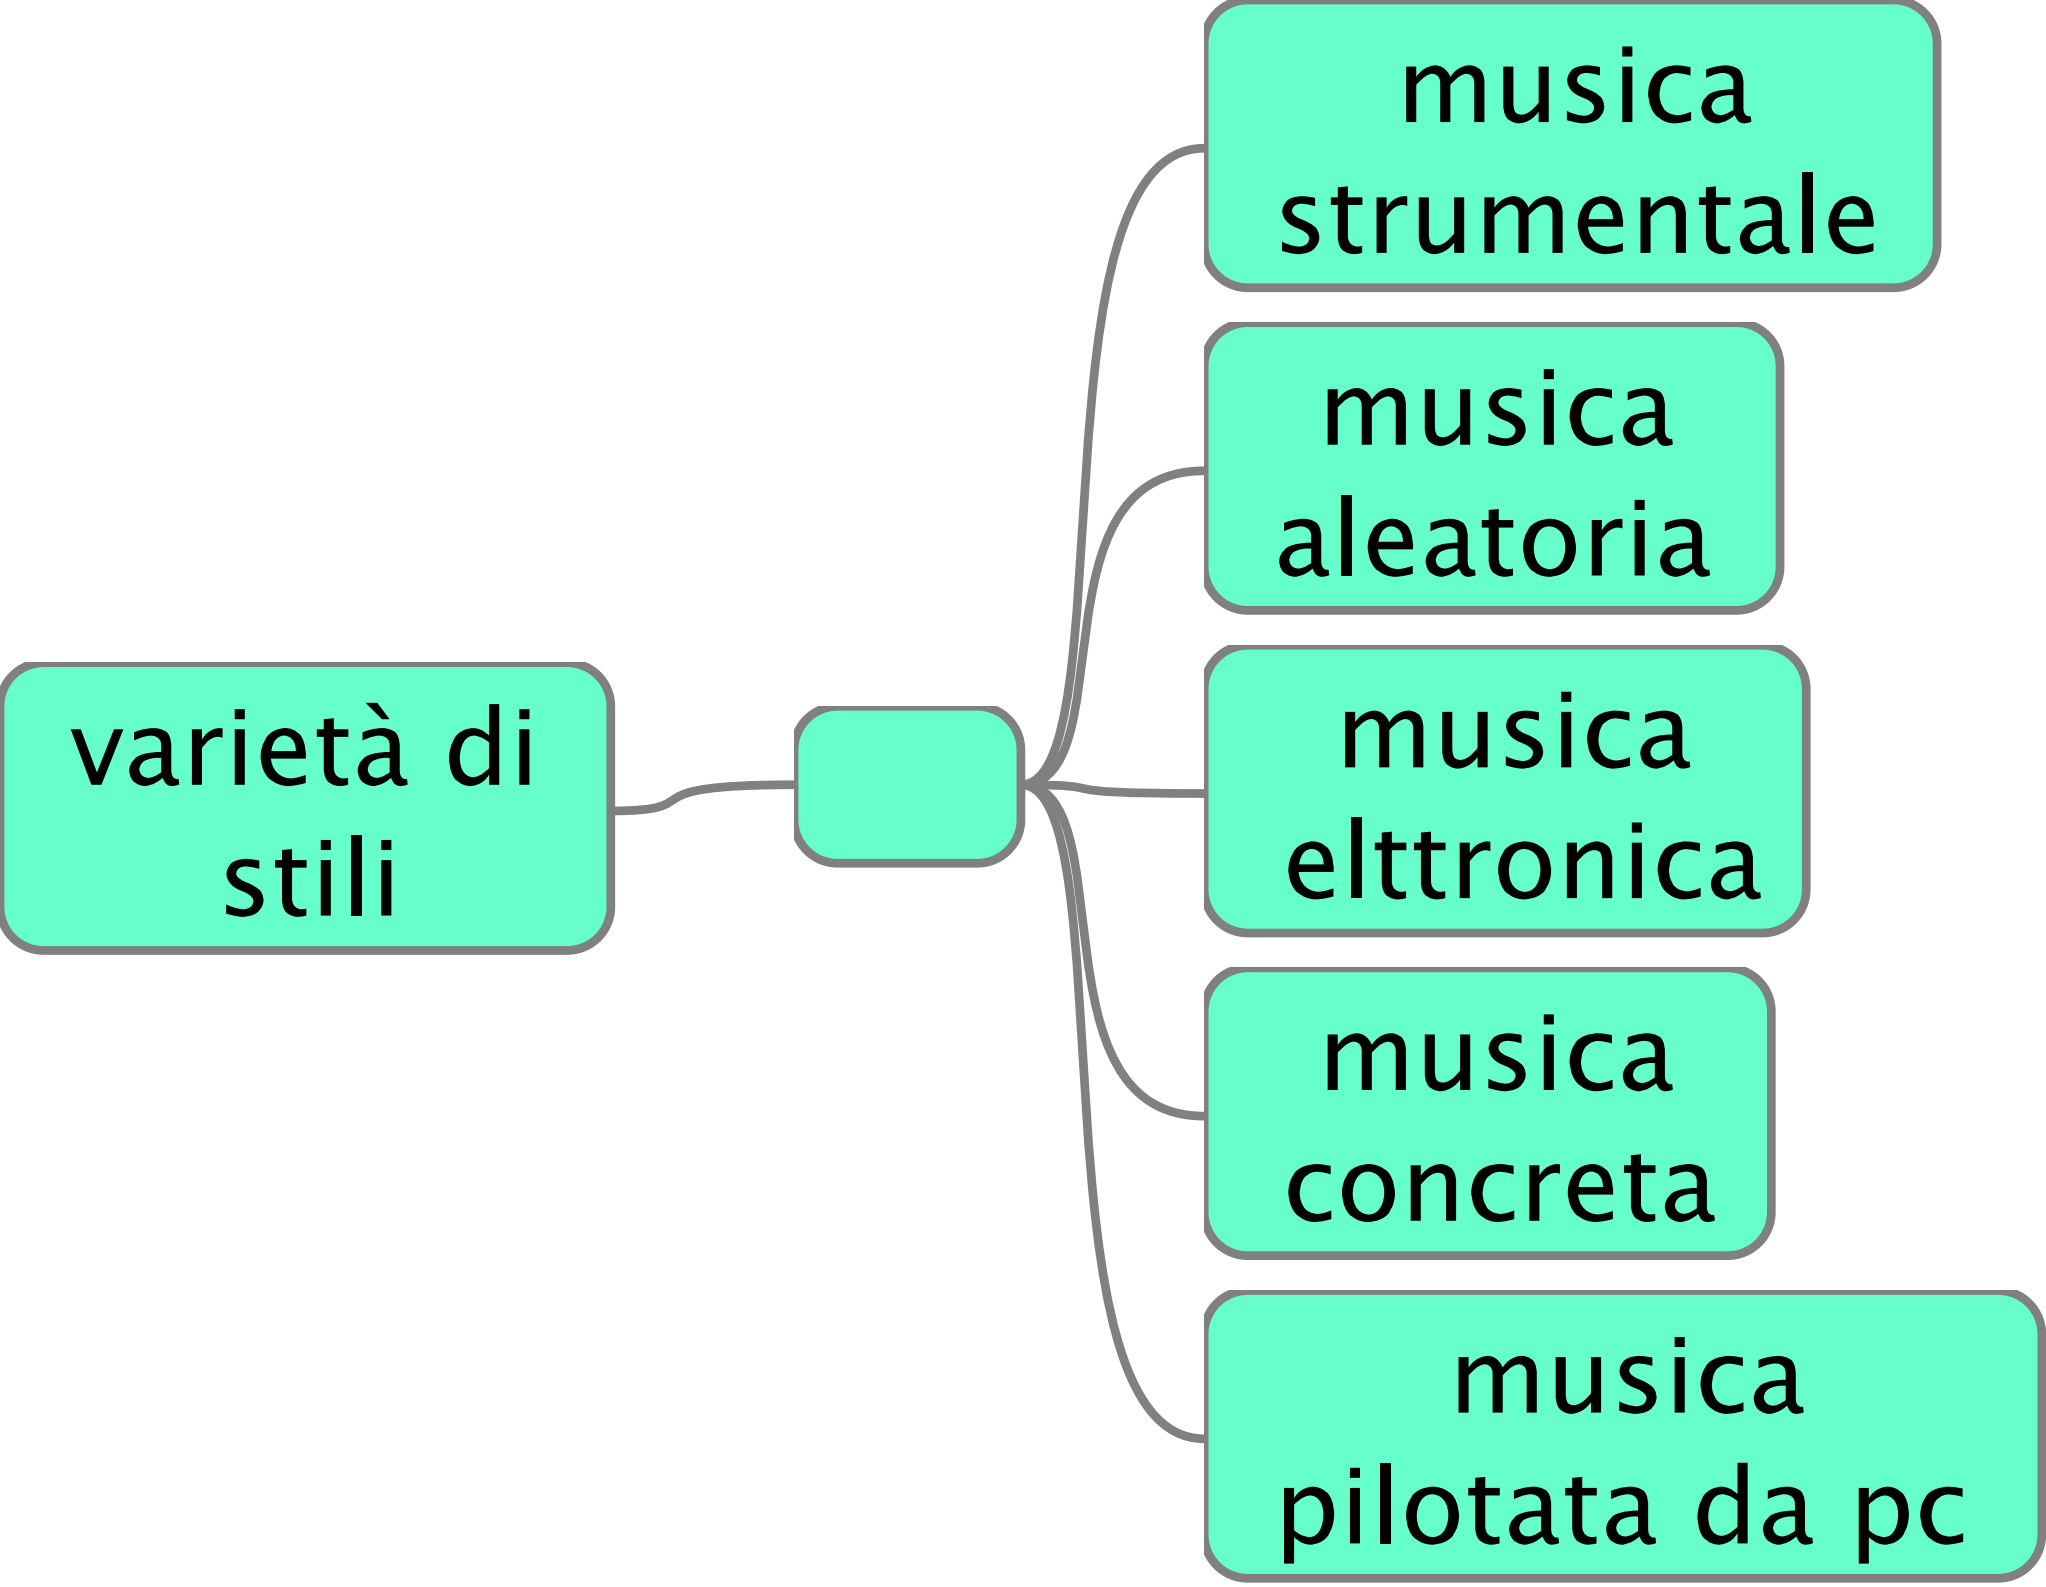 varietà di
stili
musica
strumentale
musica
aleatoria
musica
elttronica
musica
concreta
musica
pilotata da pc